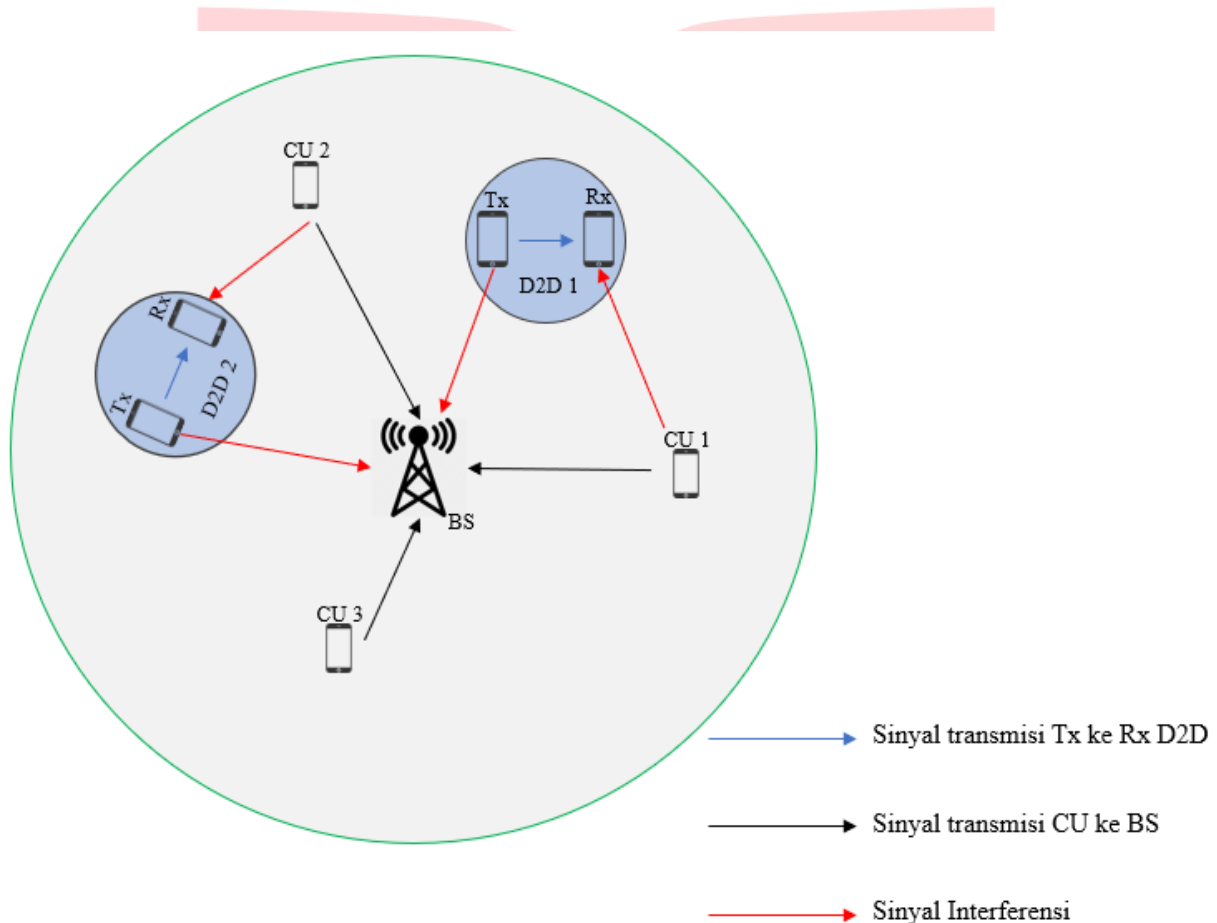 CU 2
Tx
Rx
D2D 1
Rx
D2D 2
Tx
CU 1
BS
CU 3
Sinyal transmisi Tx ke Rx D2D
Sinyal transmisi CU ke BS
Sinyal Interferensi